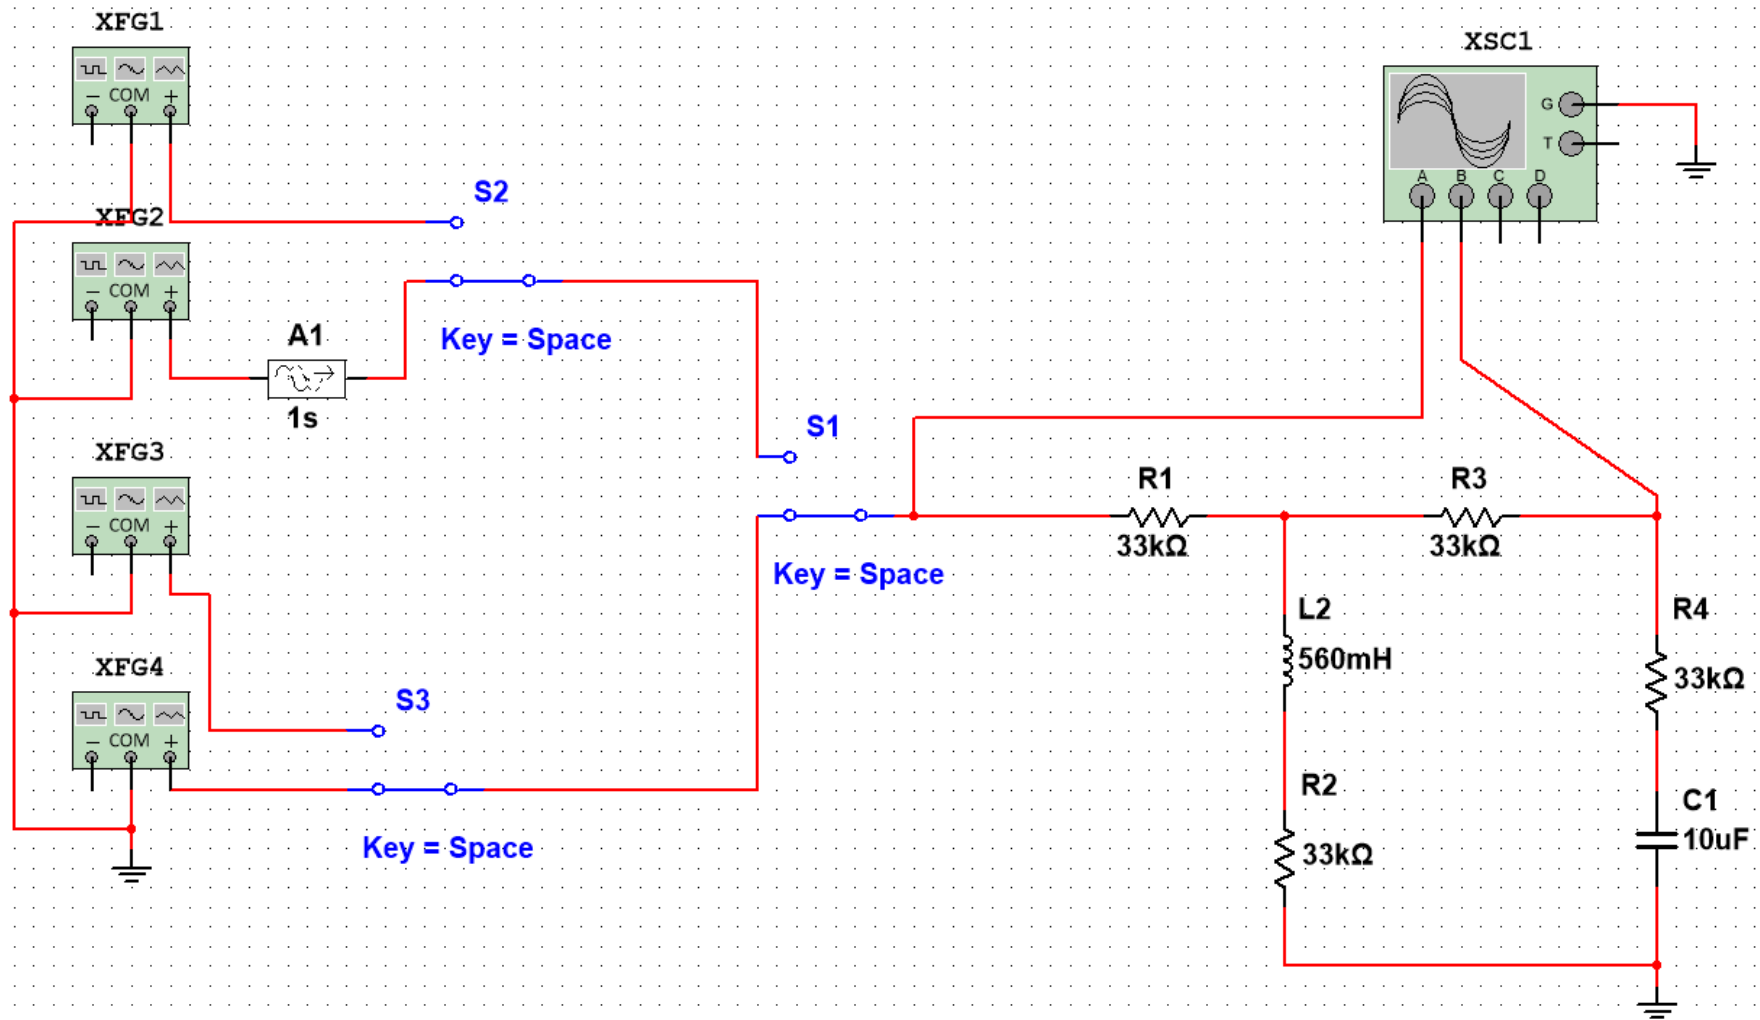 XFG1
XSC1
COM
G
T
A B C D
S2
XFG2
COM
A1
1s
Key = Space
S1
XFG3
COM
R1
33kΩ
R3
33kΩ
Key = Space
L2
560mH
R4
33kΩ
XFG4
COM
S3
R2
33kΩ
C1
10uF
Key = Space